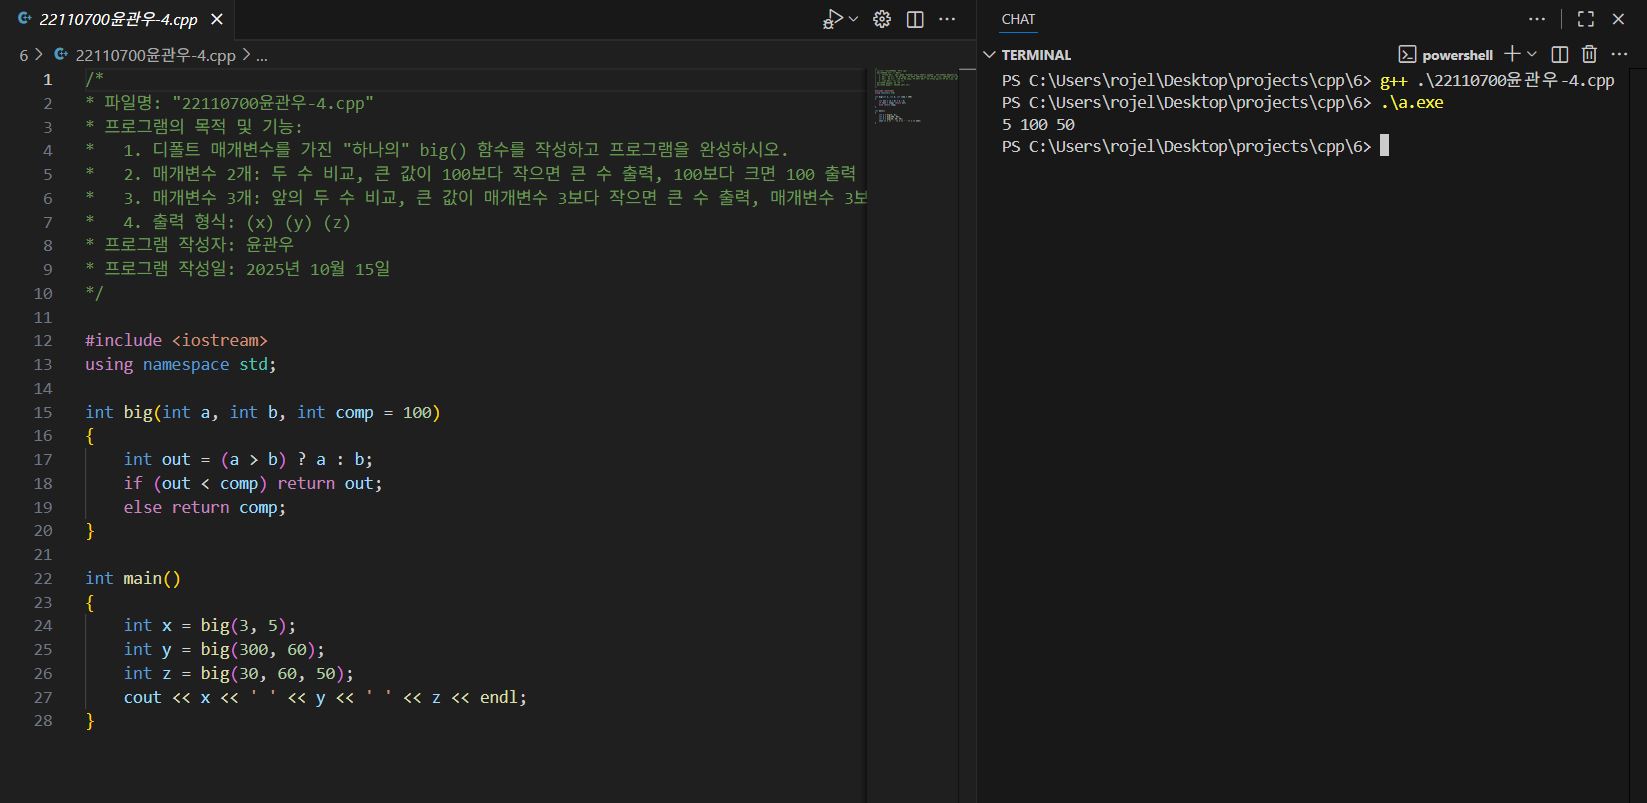 22110700윤관우-4.cpp
6 > 22110700윤관우-4.cpp > ...
1 /*
2 * 파일명: "22110700윤관우-4.cpp"
3 * 프로그램의 목적 및 기능:
4 *   1. 디폴트 매개변수를 가진 "하나의" big() 함수를 작성하고 프로그램을 완성하시오.
5 *   2. 매개변수 2개: 두 수 비교, 큰 값이 100보다 작으면 큰 수 출력, 100보다 크면 100 출력
6 *   3. 매개변수 3개: 앞의 두 수 비교, 큰 값이 매개변수 3보다 작으면 큰 수 출력, 매개변수 3보
7 *   4. 출력 형식: (x) (y) (z)
8 * 프로그램 작성자: 윤관우
9 * 프로그램 작성일: 2025년 10월 15일
10 */
11
12 #include <iostream>
13 using namespace std;
14
15 int big(int a, int b, int comp = 100)
16 {
17     int out = (a > b) ? a : b;
18     if (out < comp) return out;
19     else return comp;
20 }
21
22 int main()
23 {
24     int x = big(3, 5);
25     int y = big(300, 60);
26     int z = big(30, 60, 50);
27     cout << x << ' ' << y << ' ' << z << endl;
28 }
CHAT
TERMINAL
powershell
PS C:\Users\rojel\Desktop\projects\cpp\6> g++ .\22110700윤관우-4.cpp
PS C:\Users\rojel\Desktop\projects\cpp\6> .\a.exe
5 100 50
PS C:\Users\rojel\Desktop\projects\cpp\6>